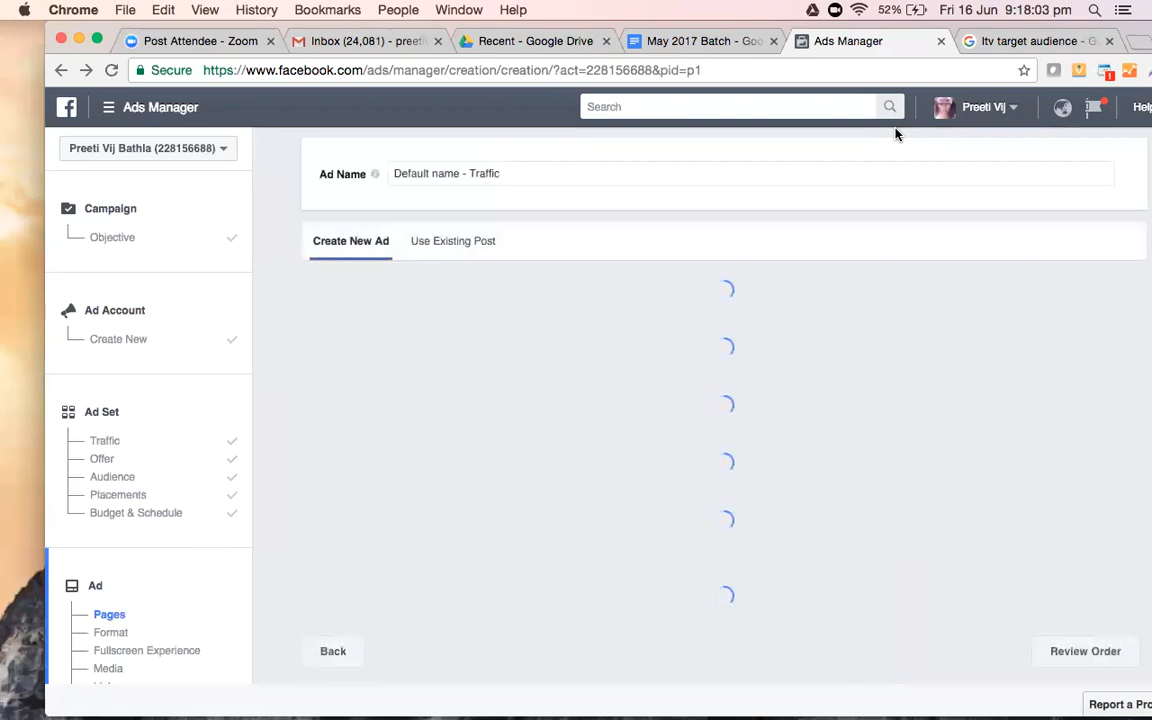 Chrome File Edit View History Bookmarks People Window Help 52% Fri 16 Jun 9:18:03 pm
Post Attendee - Zoom Inbox (24,081) - preeti Recent - Google Drive May 2017 Batch - Goo Ads Manager ltv target audience - G
Secure https://www.facebook.com/ads/manager/creation/creation/?act=228156688&pid=p1
Ads Manager Search Preeti Vij Help
Preeti Vij Bathla (228156688)
Ad Name Default name - Traffic
Campaign
Objective
Create New Ad Use Existing Post
Ad Account
Create New
Ad Set
Traffic
Offer
Audience
Placements
Budget & Schedule
Ad
Pages
Format
Fullscreen Experience
Media
Back Review Order
Report a Pro